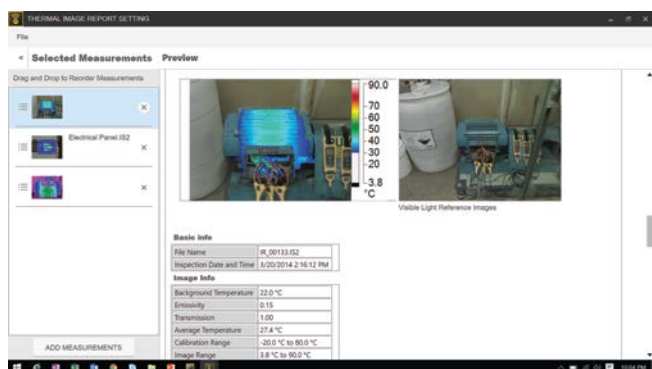 THERMAL IMAGE REPORT SETTING
File
< Selected Measurements Preview
Drag and Drop to Reorder Measurements
Electrical Panel.IS2
ADD MEASUREMENTS
90.0
70
60
50
40
30
20
-3.8
°C
Visible Light Reference Images
Basic info
File Name IR_00133.IS2
Inspection Date and Time 3/20/2014 2:16:12 PM
Image Info
Background Temperature 22.0 °C
Emissivity 0.15
Transmission 1.00
Average Temperature 27.4 °C
Calibration Range -20.0 °C to 80.0 °C
Image Range 3.8 °C to 90.0 °C
10:04 PM